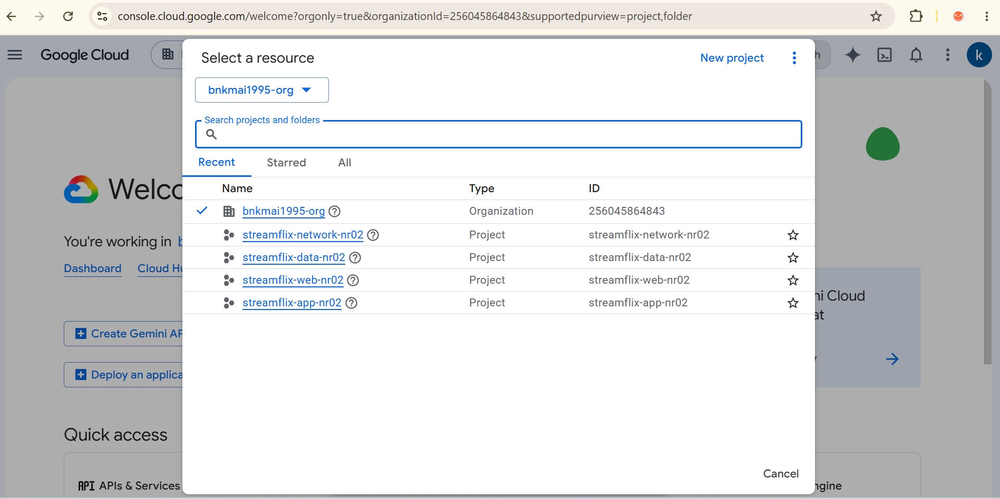 console.cloud.google.com/welcome?orgonly=true&organizationId=256045864843&supportedpurview=project,folder
Google Cloud
k
Select a resource
New project
bnkmai1995-org
Search projects and folders
Recent Starred All
Name Type ID
bnkmai1995-org Organization 256045864843
streamflix-network-nr02 Project streamflix-network-nr02
streamflix-data-nr02 Project streamflix-data-nr02
streamflix-web-nr02 Project streamflix-web-nr02
streamflix-app-nr02 Project streamflix-app-nr02
Cancel
Welco
You're working in b
Dashboard Cloud Hu
ni Cloud
at
Create Gemini AP
Deploy an applica
Quick access
API APIs & Services
ngine